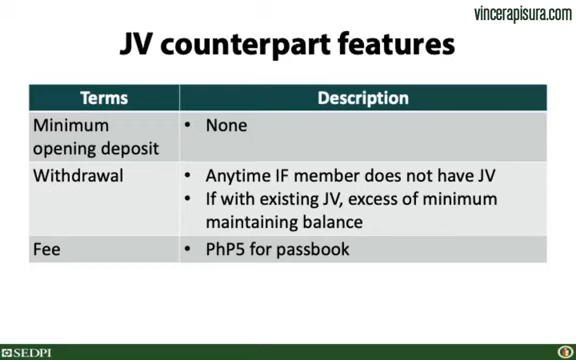 vincerapisura.com
JV counterpart features
Terms
Description
Minimum
opening deposit
• None
Withdrawal
• Anytime IF member does not have JV
• If with existing JV, excess of minimum
maintaining balance
Fee
• PhP5 for passbook
SEDPI